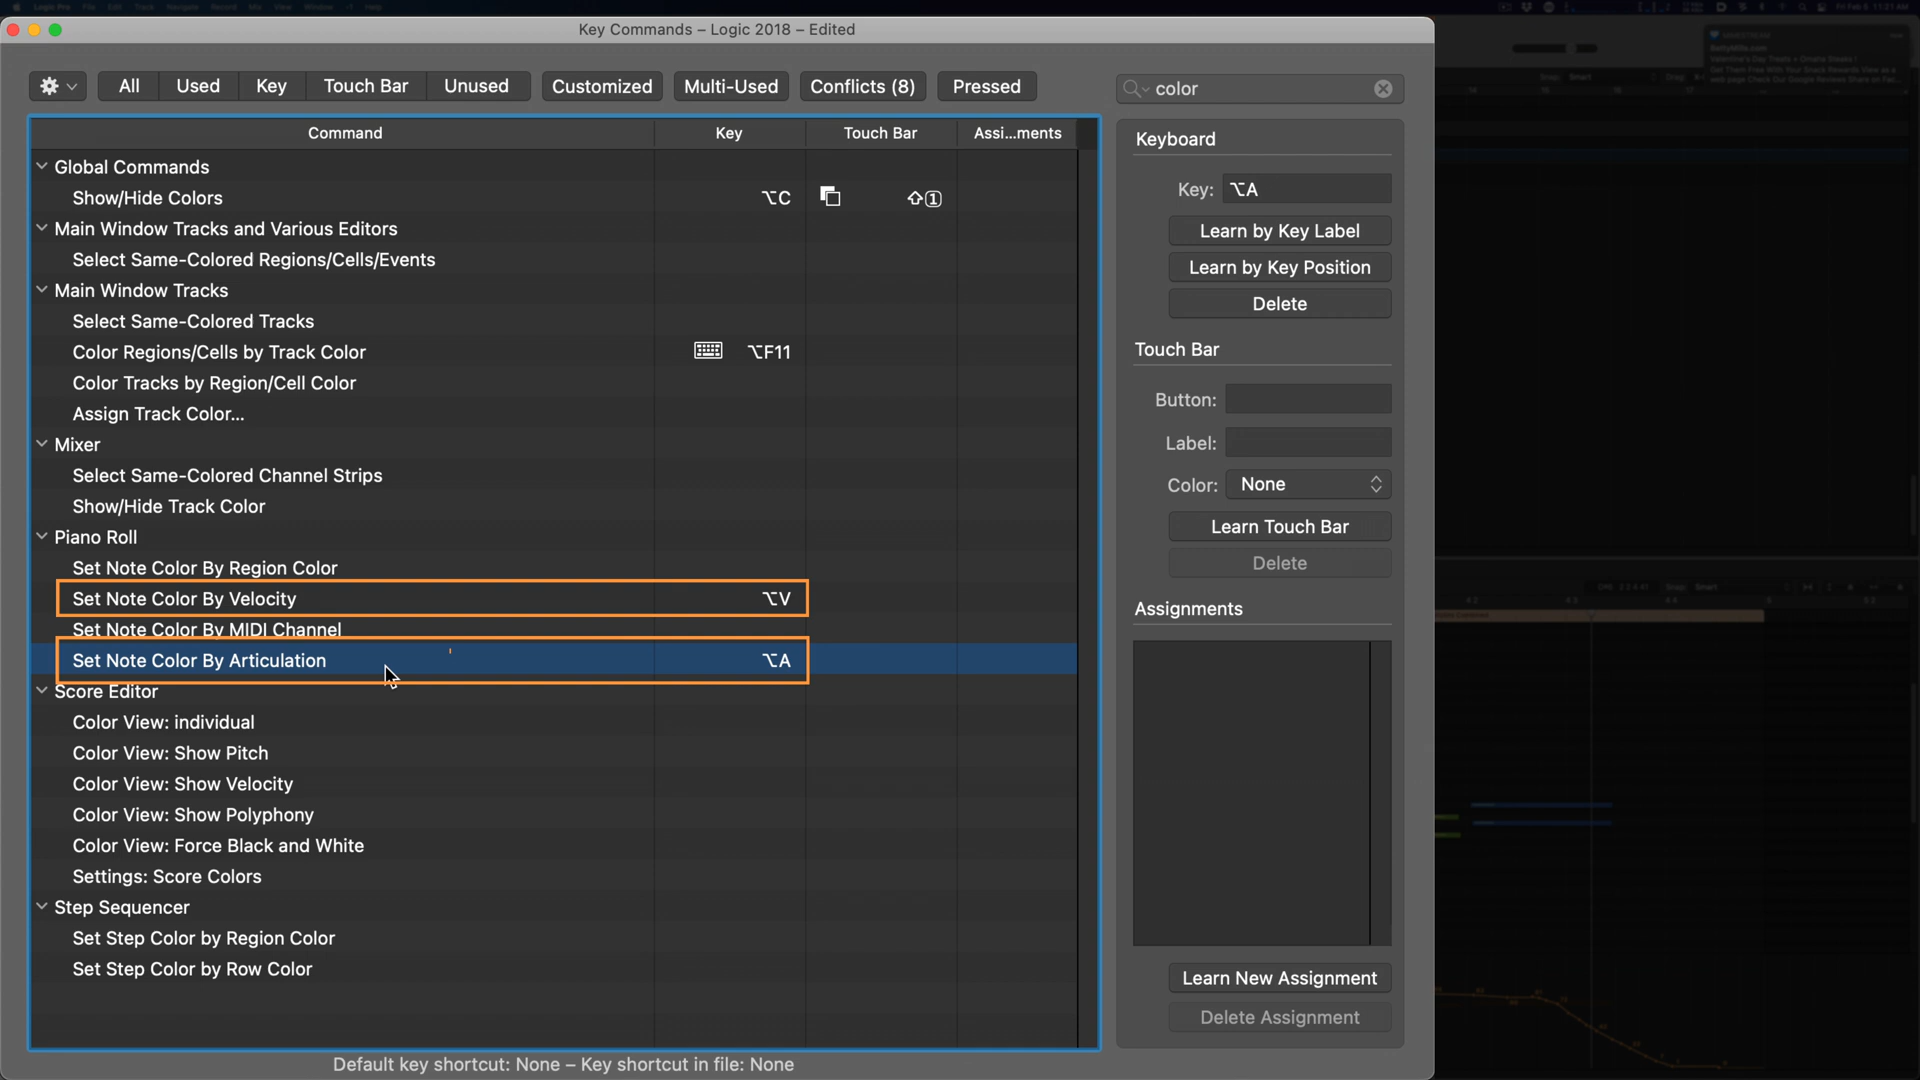 Key Commands – Logic 2018 – Edited
All Used Key Touch Bar Unused Customized Multi-Used Conflicts (8) Pressed
color
Command Key Touch Bar Assi...ments
Global Commands
Show/Hide Colors ⌥C ⇧1
Main Window Tracks and Various Editors
Select Same-Colored Regions/Cells/Events
Main Window Tracks
Select Same-Colored Tracks
Color Regions/Cells by Track Color ⌥F11
Color Tracks by Region/Cell Color
Assign Track Color...
Mixer
Select Same-Colored Channel Strips
Show/Hide Track Color
Piano Roll
Set Note Color By Region Color
Set Note Color By Velocity ⌥V
Set Note Color By MIDI Channel
Set Note Color By Articulation ⌥A
Score Editor
Color View: individual
Color View: Show Pitch
Color View: Show Velocity
Color View: Show Polyphony
Color View: Force Black and White
Settings: Score Colors
Step Sequencer
Set Step Color by Region Color
Set Step Color by Row Color
Default key shortcut: None – Key shortcut in file: None
Keyboard
Key: ⌥A
Learn by Key Label
Learn by Key Position
Delete
Touch Bar
Button:
Label:
Color: None
Learn Touch Bar
Delete
Assignments
Learn New Assignment
Delete Assignment